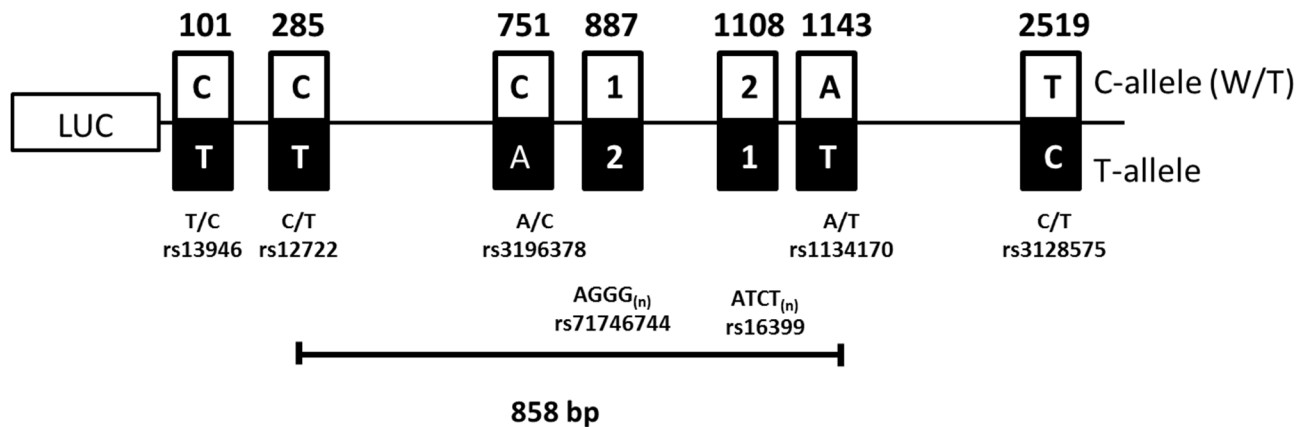 101 285 751 887 1108 1143 2519
C C C 1 2 A T C-allele (W/T)
LUC
T T A 2 1 T C T-allele
T/C C/T A/C A/T C/T
rs13946 rs12722 rs3196378 rs1134170 rs3128575
AGGG(n) ATCT(n)
rs71746744 rs16399
858 bp